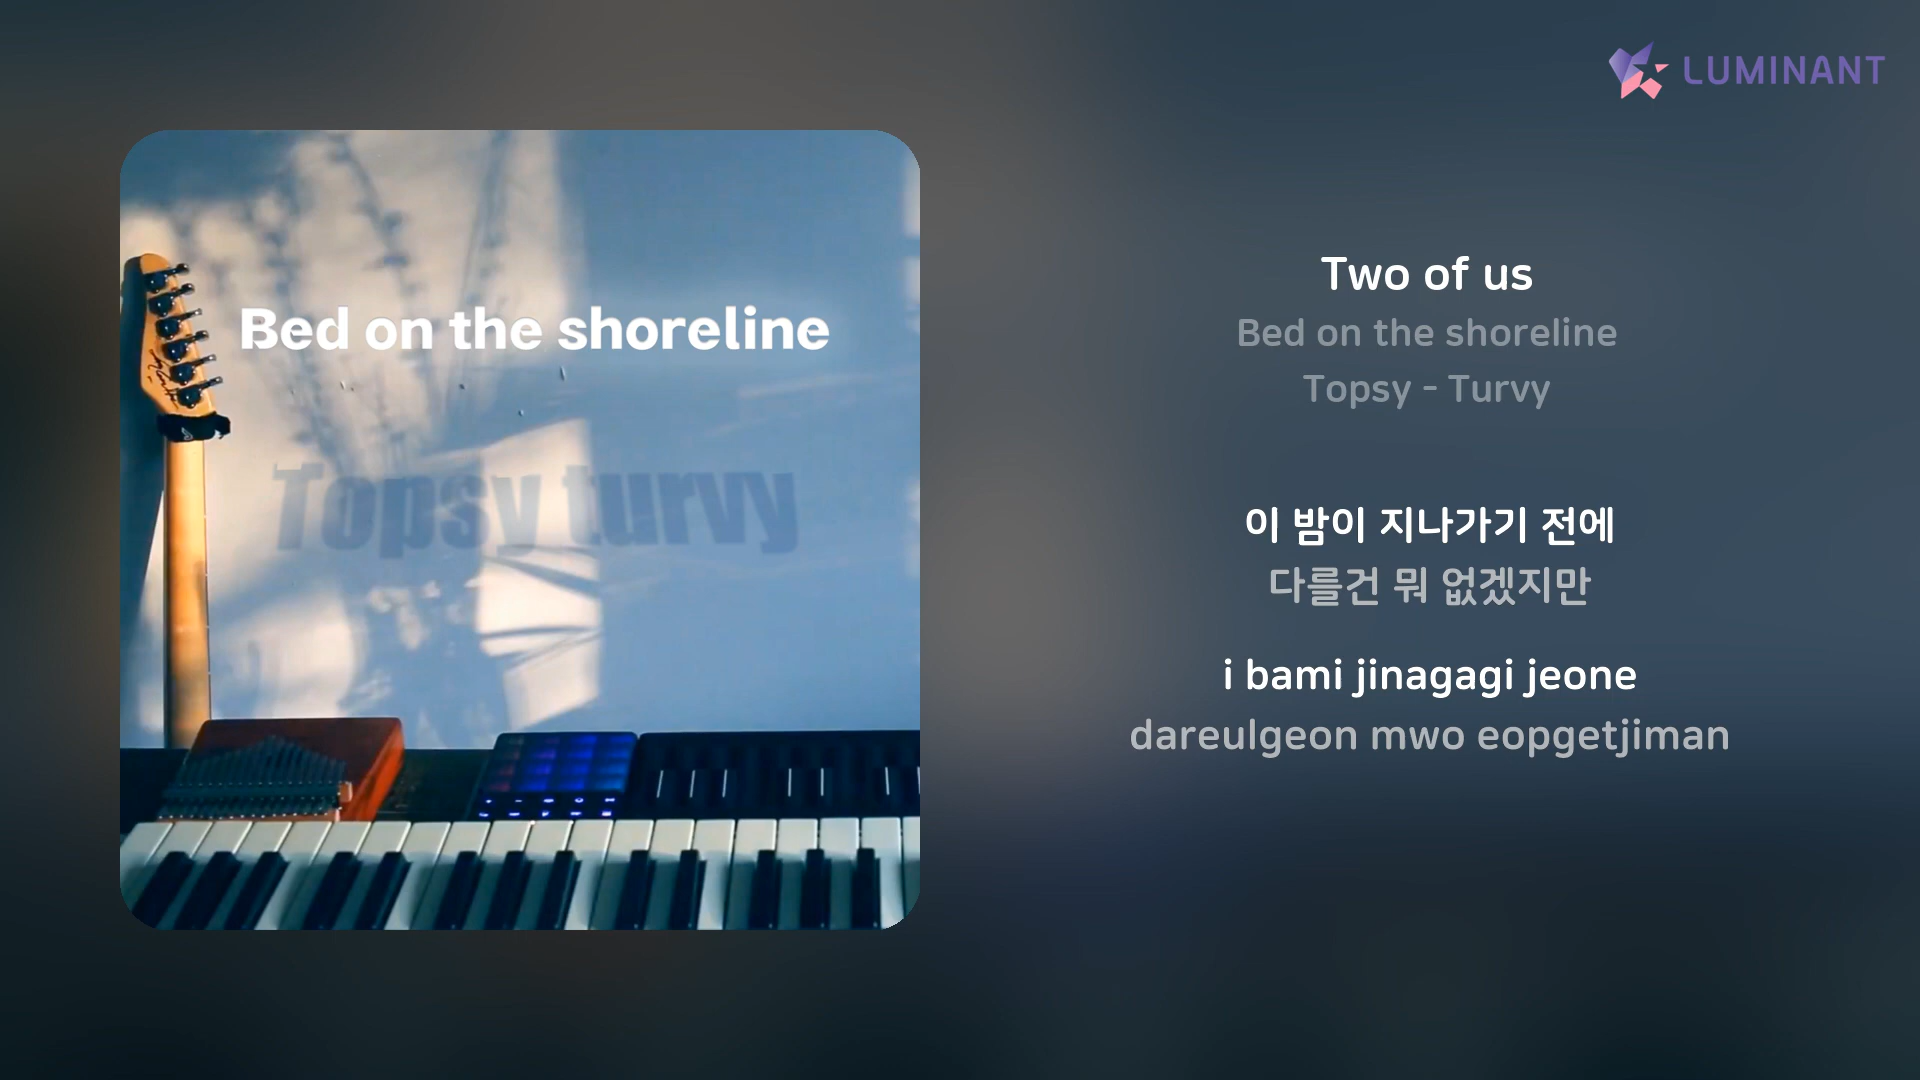 LUMINANT
Bed on the shoreline
Topsy turvy
Two of us
Bed on the shoreline
Topsy - Turvy
이 밤이 지나가기 전에
다를건 뭐 없겠지만
i bami jinagagi jeone
dareulgeon mwo eopgetjiman